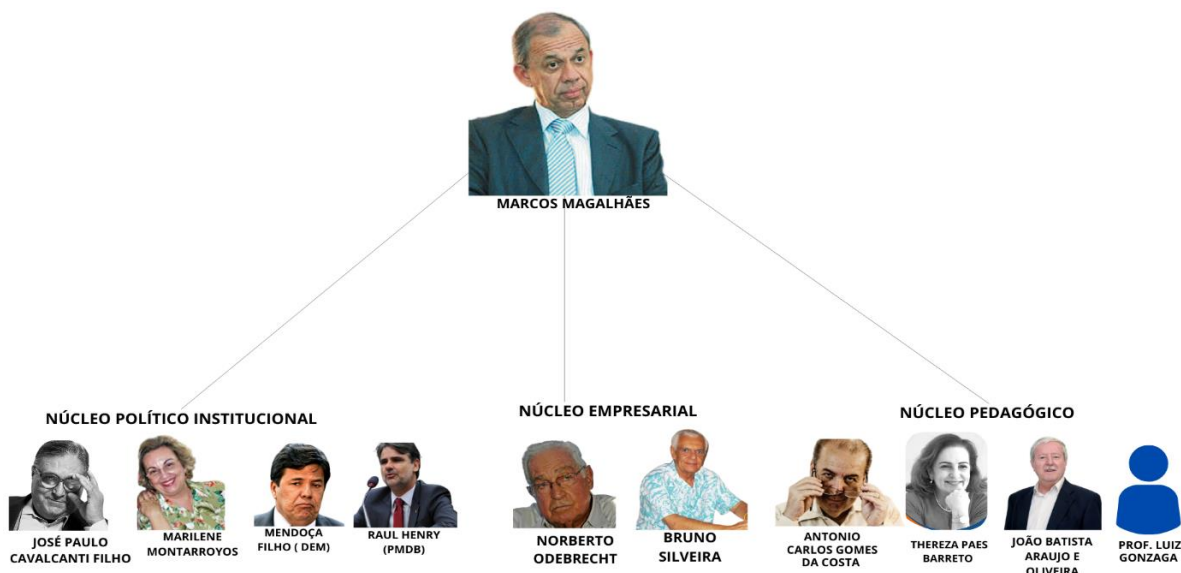 MARCOS MAGALHÃES
NÚCLEO POLÍTICO INSTITUCIONAL
JOSÉ PAULO
CAVALCANTI FILHO
MARILENE
MONTARROYOS
MENDOÇA
FILHO ( DEM)
RAUL HENRY
(PMDB)
NÚCLEO EMPRESARIAL
NORBERTO
ODEBRECHT
BRUNO
SILVEIRA
NÚCLEO PEDAGÓGICO
ANTONIO
CARLOS GOMES
DA COSTA
THEREZA PAES
BARRETO
JOÃO BATISTA
ARAUJO E
OLIVEIRA
PROF. LUIZ
GONZAGA